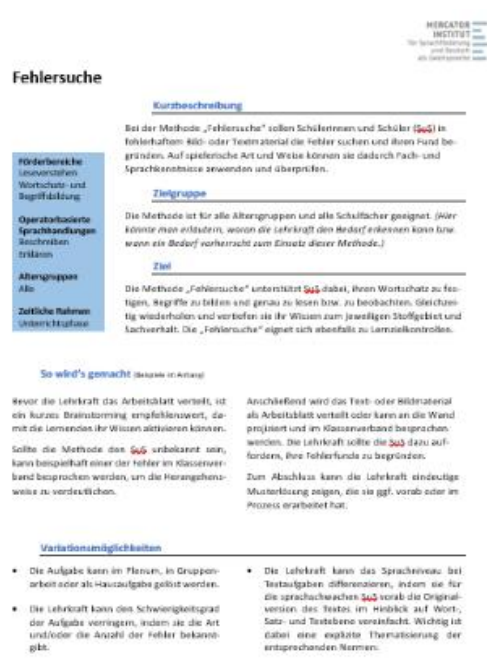 MERCATOR
INSTITUT
für Sprachförderung
und Deutsch
als Zweitsprache
Fehlersuche
Kurzbeschreibung
Bei der Methode „Fehlersuche“ sollen Schülerinnen und Schüler (SuS) in
fehlerhaftem Bild- oder Textmaterial die Fehler suchen und ihren Fund be-
gründen. Auf spielerische Art und Weise können sie dadurch Fach- und
Sprachkenntnisse anwenden und überprüfen.
Förderbereiche
Leseverstehen
Wortschatz- und
Begriffsbildung
Operatorbasierte
Sprachhandlungen
Beschreiben
Erklären
Altersgruppen
Alle
Zeitliche Rahmen
Unterrichtsphase
Zielgruppe
Die Methode ist für alle Altersgruppen und alle Schulfächer geeignet. (Hier
könnte man erläutern, woran die Lehrkraft den Bedarf erkennen kann bzw.
wann ein Bedarf vorherrscht zum Einsatz dieser Methode.)
Ziel
Die Methode „Fehlersuche“ unterstützt SuS dabei, ihren Wortschatz zu fes-
tigen, Begriffe zu bilden und genau zu lesen bzw. zu beobachten. Gleichzei-
tig wiederholen und vertiefen sie ihr Wissen zum jeweiligen Stoffgebiet und
Sachverhalt. Die „Fehlersuche“ eignet sich ebenfalls zu Lernzielkontrollen.
So wird's gemacht (Beispiele im Anhang)
Bevor die Lehrkraft das Arbeitsblatt verteilt, ist
ein kurzes Brainstorming empfehlenswert, da-
mit die Lernenden ihr Wissen aktivieren können.
Sollte die Methode den SuS unbekannt sein,
kann beispielhaft einer der Fehler im Klassenver-
band besprochen werden, um die Herangehens-
weise zu verdeutlichen.
Anschließend wird das Text- oder Bildmaterial
als Arbeitsblatt verteilt oder kann an die Wand
projiziert und im Klassenverband besprochen
werden. Die Lehrkraft sollte die SuS dazu auf-
fordern, ihre Fehlerfunde zu begründen.
Zum Abschluss kann die Lehrkraft eindeutige
Musterlösung zeigen, die sie ggf. vorab oder im
Prozess erarbeitet hat.
Variationsmöglichkeiten
• Die Aufgabe kann im Plenum, in Gruppen-
arbeit oder als Hausaufgabe gelöst werden.
• Die Lehrkraft kann den Schwierigkeitsgrad
der Aufgabe verringern, indem sie die Art
und/oder die Anzahl der Fehler bekannt-
gibt.
• Die Lehrkraft kann das Sprachniveau bei
Textaufgaben differenzieren, indem sie für
die sprachschwachen SuS vorab die Original-
version des Textes im Hinblick auf Wort-,
Satz- und Textebene vereinfacht. Wichtig ist
dabei eine explizite Thematisierung der
entsprechenden Normen.